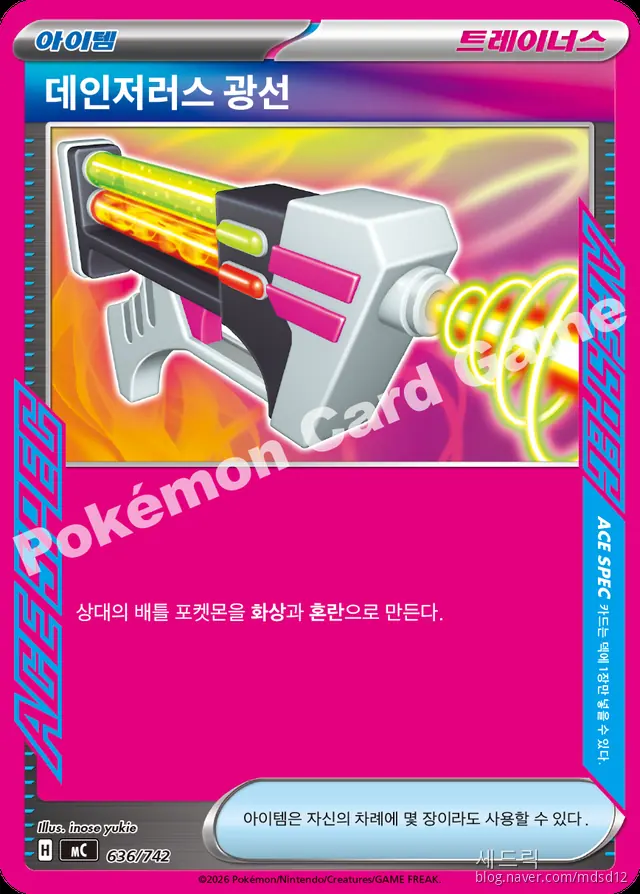 아이템
트레이너스
데인저러스 광선
ACE SPEC
ACE SPEC
Pokémon Card Game
상대의 배틀 포켓몬을 화상과 혼란으로 만든다.
ACE SPEC 카드는 덱에 1장만 넣을 수 있다.
아이템은 자신의 차례에 몇 장이라도 사용할 수 있다.
Illus. inose yukie
H mC 636/742
©2026 Pokémon/Nintendo/Creatures/GAME FREAK.
세드릭
blog.naver.com/mdsd12